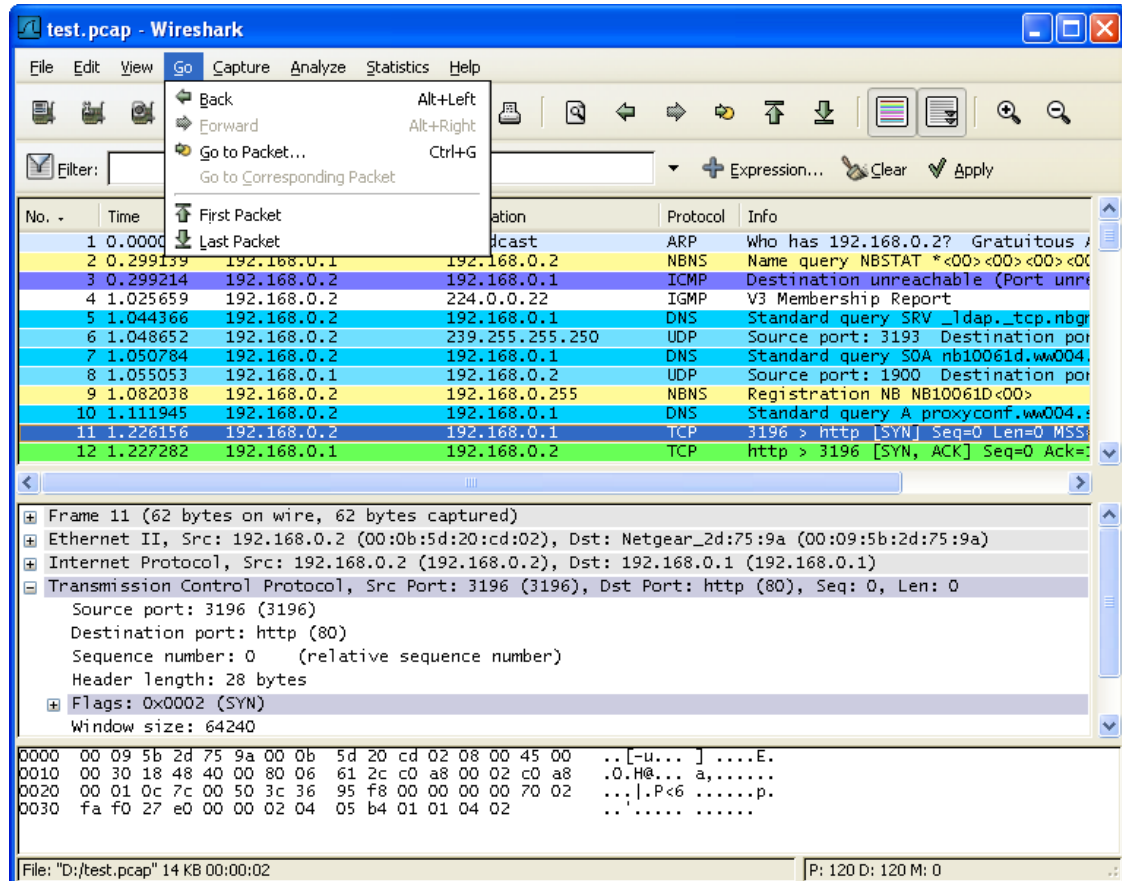 test.pcap - Wireshark
File Edit View Go Capture Analyze Statistics Help
Back Alt+Left
Forward Alt+Right
Go to Packet... Ctrl+G
Go to Corresponding Packet
First Packet
Last Packet
Filter: Expression... Clear Apply
No. Time Protocol Info
1 0.0000 ARP Who has 192.168.0.2? Gratuitous
2 0.299139 192.168.0.1 192.168.0.2 NBNS Name query NBSTAT *<00><00><00><00
3 0.299214 192.168.0.2 192.168.0.1 ICMP Destination unreachable (Port unre
4 1.025659 192.168.0.2 224.0.0.22 IGMP V3 Membership Report
5 1.044366 192.168.0.2 192.168.0.1 DNS Standard query SRV _ldap._tcp.nbgr
6 1.048652 192.168.0.2 239.255.255.250 UDP Source port: 3193 Destination por
7 1.050784 192.168.0.2 192.168.0.1 DNS Standard query SOA nb10061d.ww004.
8 1.055053 192.168.0.1 192.168.0.2 UDP Source port: 1900 Destination por
9 1.082038 192.168.0.2 192.168.0.255 NBNS Registration NB NB10061D<00>
10 1.111945 192.168.0.2 192.168.0.1 DNS Standard query A proxyconf.ww004.s
11 1.226156 192.168.0.2 192.168.0.1 TCP 3196 > http [SYN] Seq=0 Len=0 MSS
12 1.227282 192.168.0.1 192.168.0.2 TCP http > 3196 [SYN, ACK] Seq=0 Ack=
Frame 11 (62 bytes on wire, 62 bytes captured)
Ethernet II, Src: 192.168.0.2 (00:0b:5d:20:cd:02), Dst: Netgear_2d:75:9a (00:09:5b:2d:75:9a)
Internet Protocol, Src: 192.168.0.2 (192.168.0.2), Dst: 192.168.0.1 (192.168.0.1)
Transmission Control Protocol, Src Port: 3196 (3196), Dst Port: http (80), Seq: 0, Len: 0
Source port: 3196 (3196)
Destination port: http (80)
Sequence number: 0 (relative sequence number)
Header length: 28 bytes
Flags: 0x0002 (SYN)
Window size: 64240
0000 00 09 5b 2d 75 9a 00 0b 5d 20 cd 02 08 00 45 00 ..[-u... ] ....E.
0010 00 30 18 48 40 00 80 06 61 2c c0 a8 00 02 c0 a8 .0.H@... a,......
0020 00 01 0c 7c 00 50 3c 36 95 f8 00 00 00 00 70 02 ...|.P<6 ......p.
0030 fa f0 27 e0 00 00 02 04 05 b4 01 01 04 02 ..'..... ......
File: "D:/test.pcap" 14 KB 00:00:02 P: 120 D: 120 M: 0